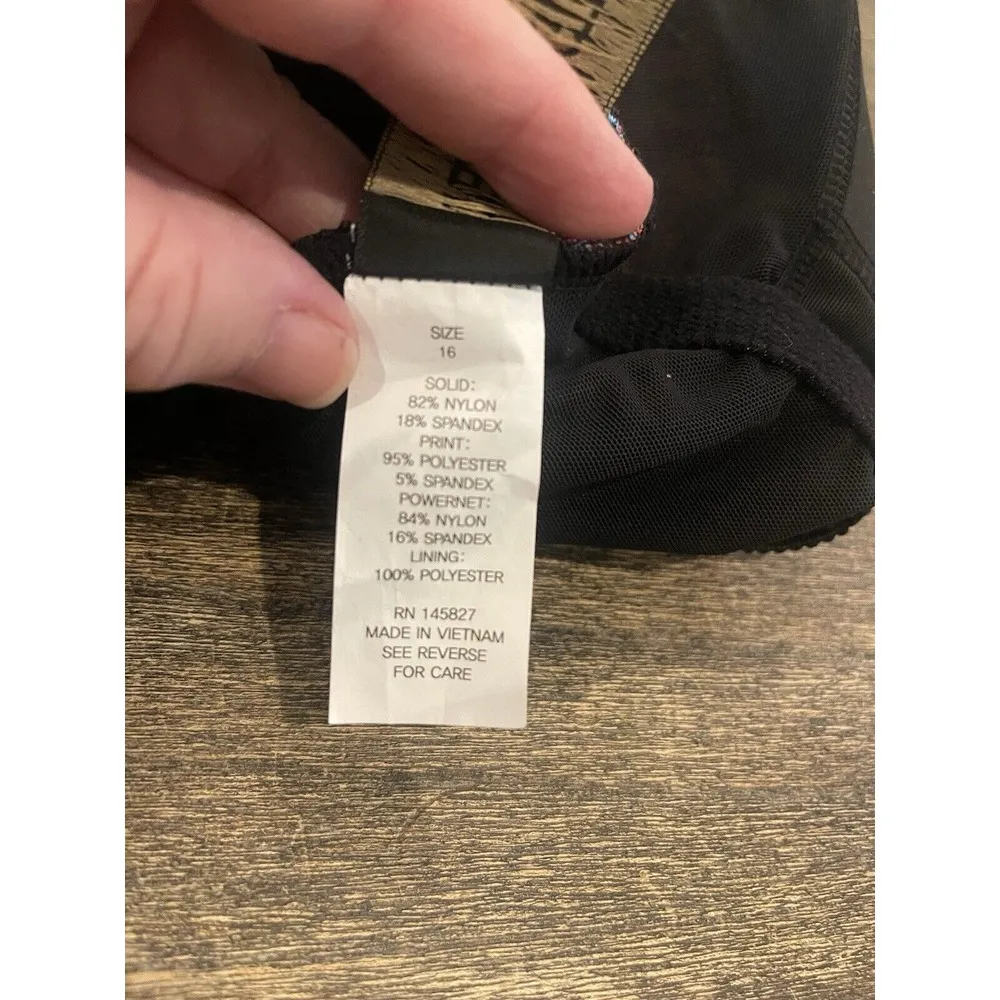 SIZE
16
SOLID:
82% NYLON
18% SPANDEX
PRINT:
95% POLYESTER
5% SPANDEX
POWERNET:
84% NYLON
16% SPANDEX
LINING:
100% POLYESTER
RN 145827
MADE IN VIETNAM
SEE REVERSE
FOR CARE